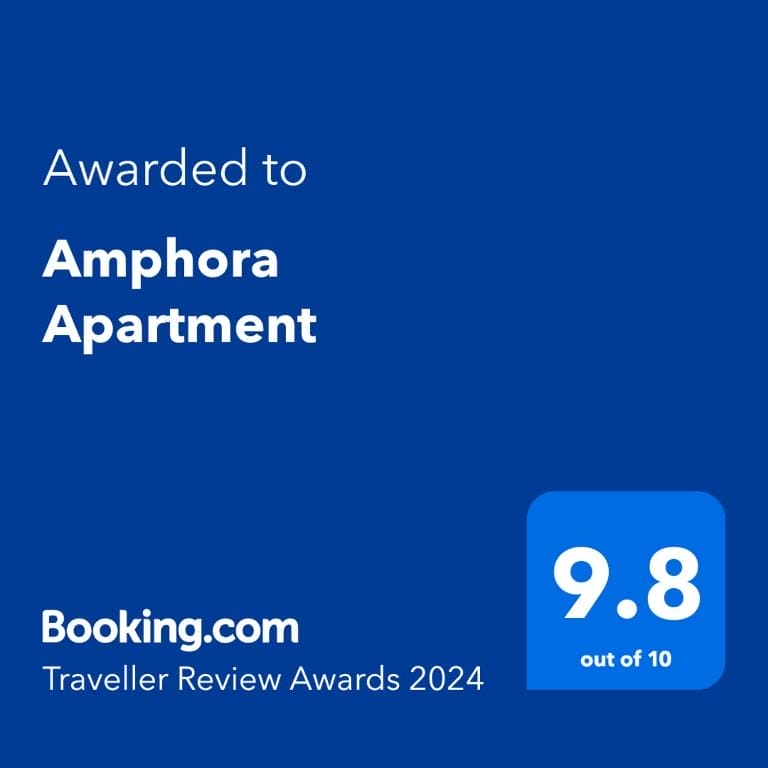 Awarded to
Amphora
Apartment
9.8
out of 10
Booking.com
Traveller Review Awards 2024